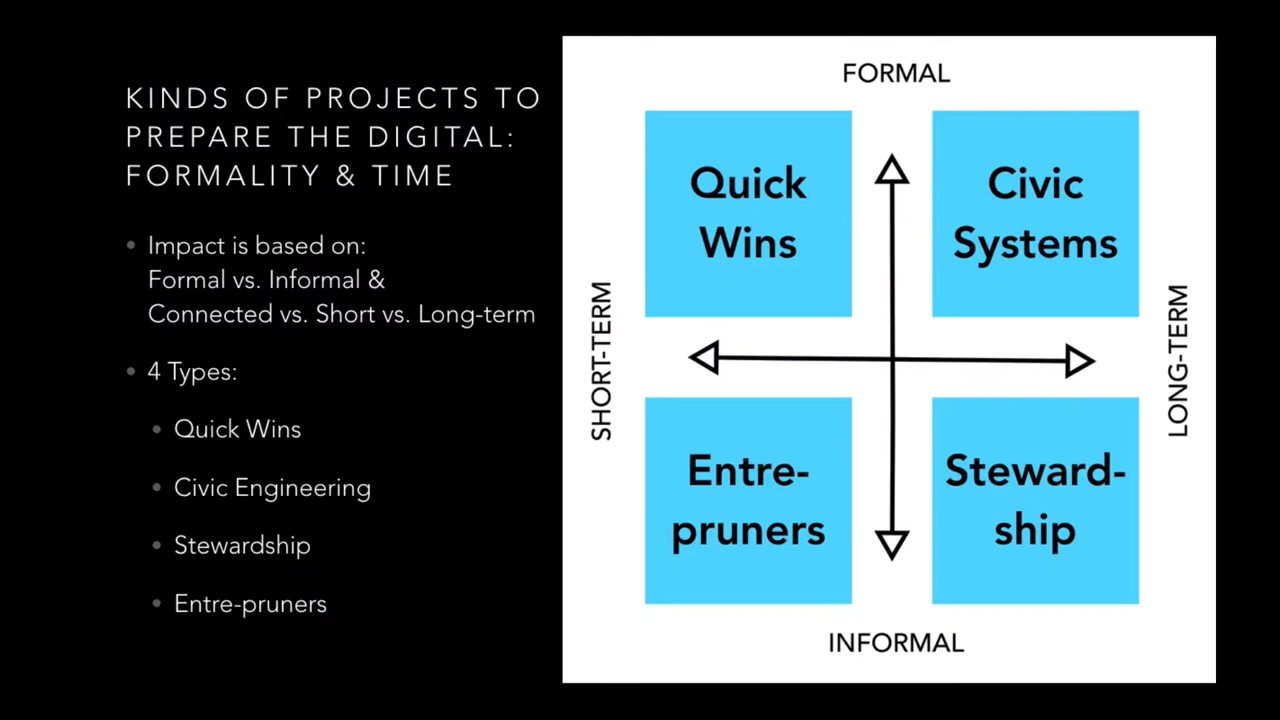 KINDS OF PROJECTS TO
PREPARE THE DIGITAL:
FORMALITY & TIME
• Impact is based on:
Formal vs. Informal &
Connected vs. Short vs. Long-term
• 4 Types:
• Quick Wins
• Civic Engineering
• Stewardship
• Entre-pruners
FORMAL
Quick
Wins
Civic
Systems
SHORT-TERM
LONG-TERM
Entre-
pruners
Steward-
ship
INFORMAL